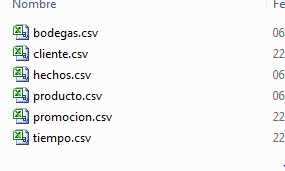 Nombre Fe
bodegas.csv 06
cliente.csv 22
hechos.csv 06
producto.csv 06
promocion.csv 22
tiempo.csv 22